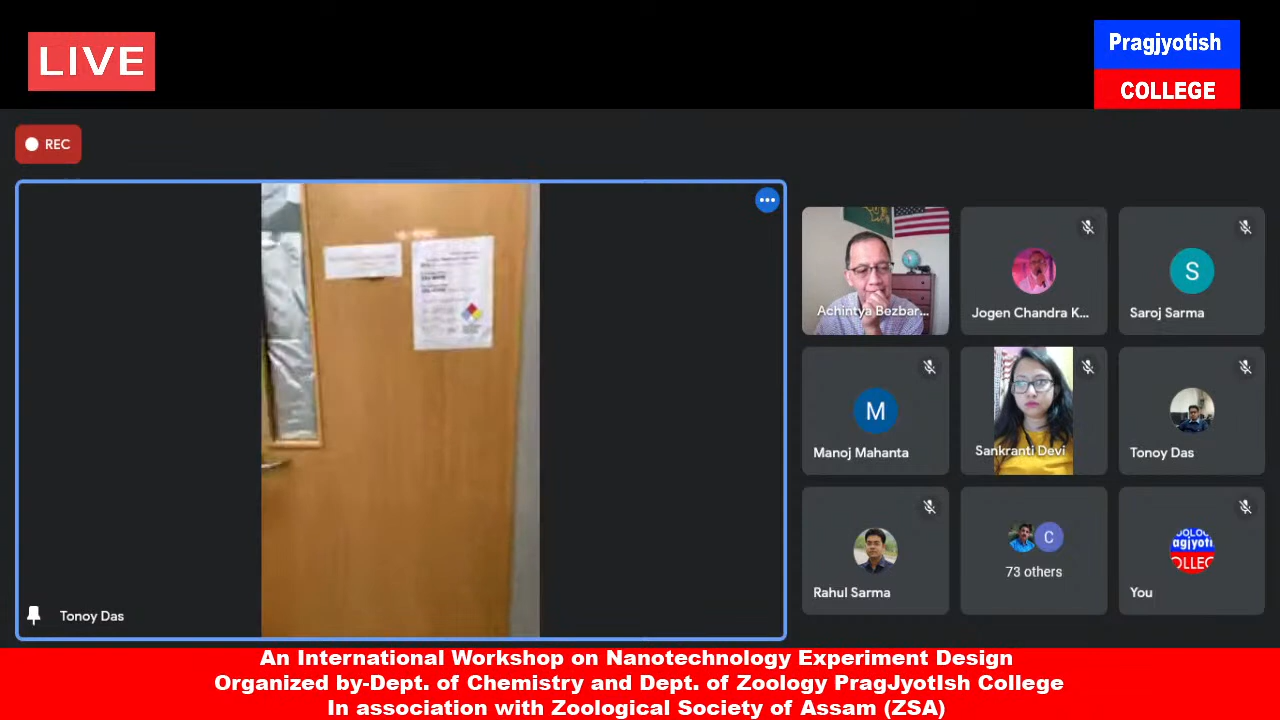 LIVE
Pragjyotish
COLLEGE
REC
Achintya Bezbar...
Jogen Chandra K...
S
Saroj Sarma
M
Manoj Mahanta
Sankranti Devi
Tonoy Das
Rahul Sarma
C
73 others
You
Tonoy Das
An International Workshop on Nanotechnology Experiment Design
Organized by-Dept. of Chemistry and Dept. of Zoology PragJyotIsh College
In association with Zoological Society of Assam (ZSA)